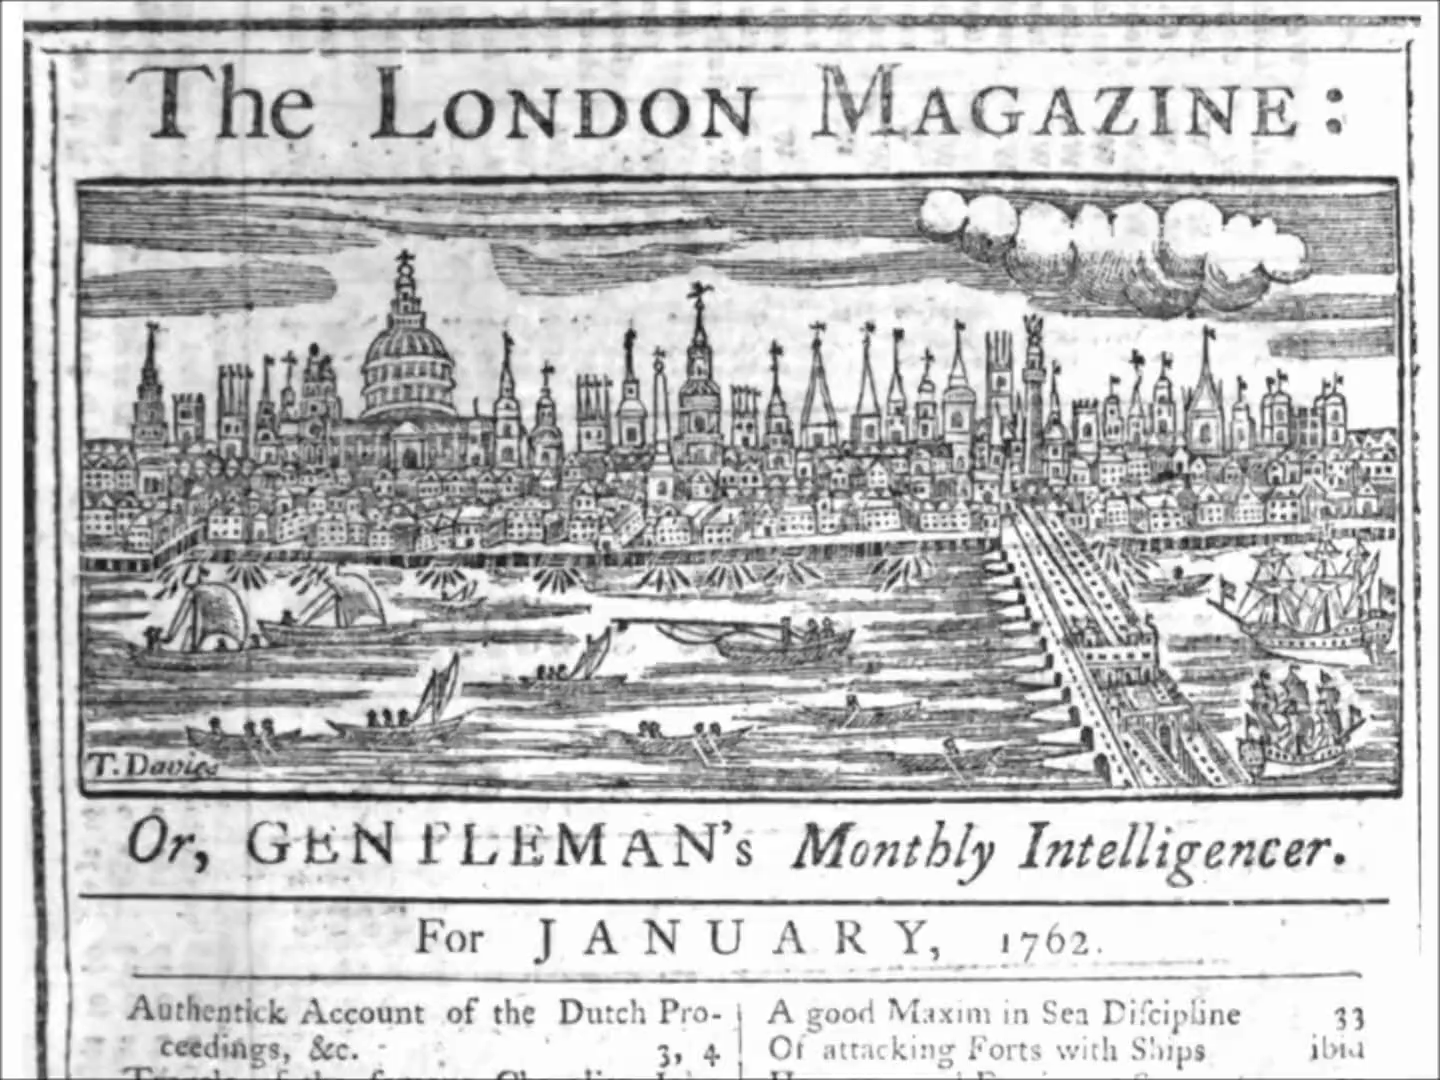 The LONDON MAGAZINE:
T. Davies
Or, GENTLEMAN's Monthly Intelligencer.
For JANUARY, 1762.
Authentick Account of the Dutch Pro-
ceedings, &c. 3, 4
A good Maxim in Sea Diſcipline 33
Of attacking Forts with Ships ibid